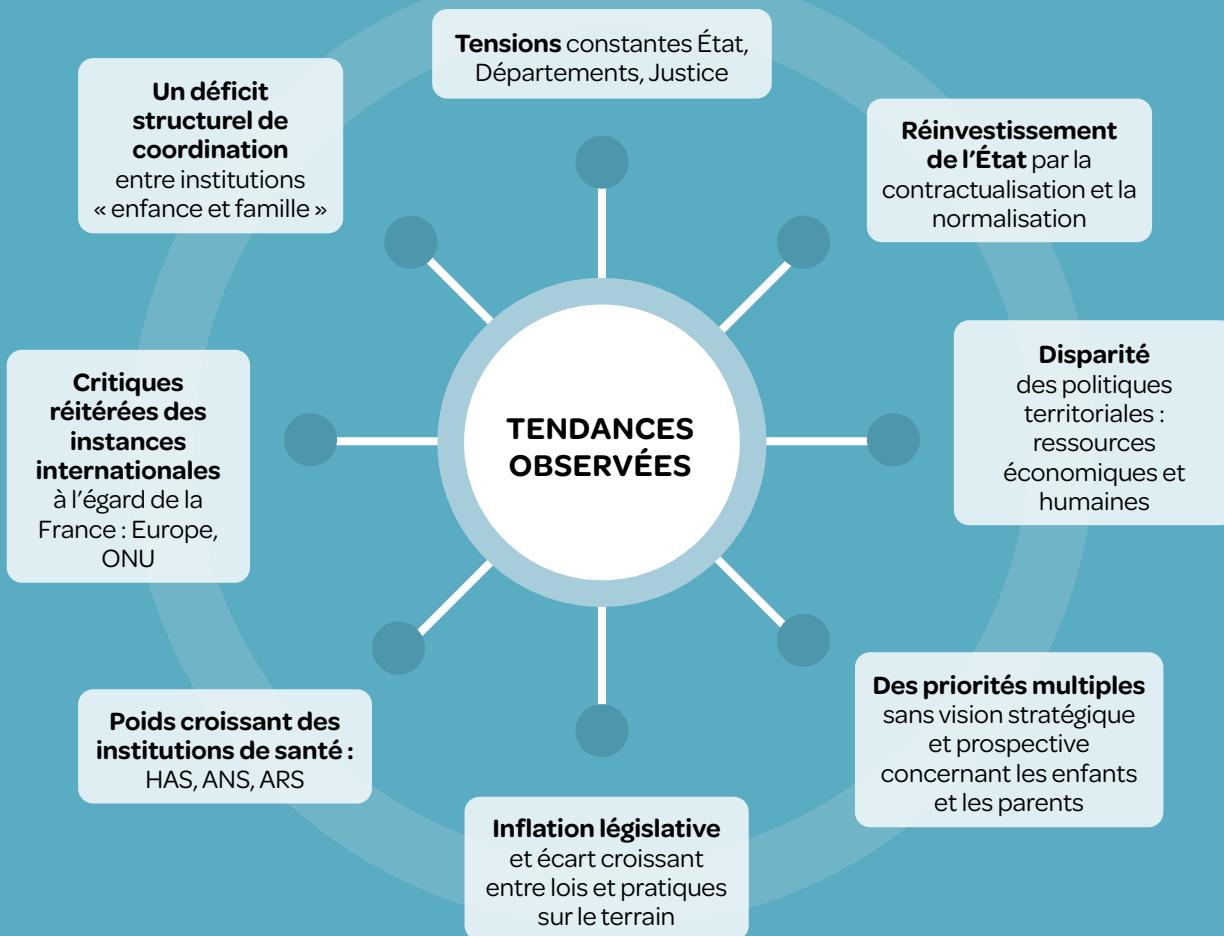 Tensions constantes État,
Départements, Justice
Réinvestissement
de l'État par la
contractualisation et la
normalisation
Disparité
des politiques
territoriales :
ressources
économiques et
humaines
Des priorités multiples
sans vision stratégique
et prospective
concernant les enfants
et les parents
Inflation législative
et écart croissant
entre lois et pratiques
sur le terrain
Poids croissant des
institutions de santé :
HAS, ANS, ARS
Critiques
réitérées des
instances
internationales
à l'égard de la
France : Europe,
ONU
Un déficit
structurel de
coordination
entre institutions
« enfance et famille »
TENDANCES
OBSERVÉES